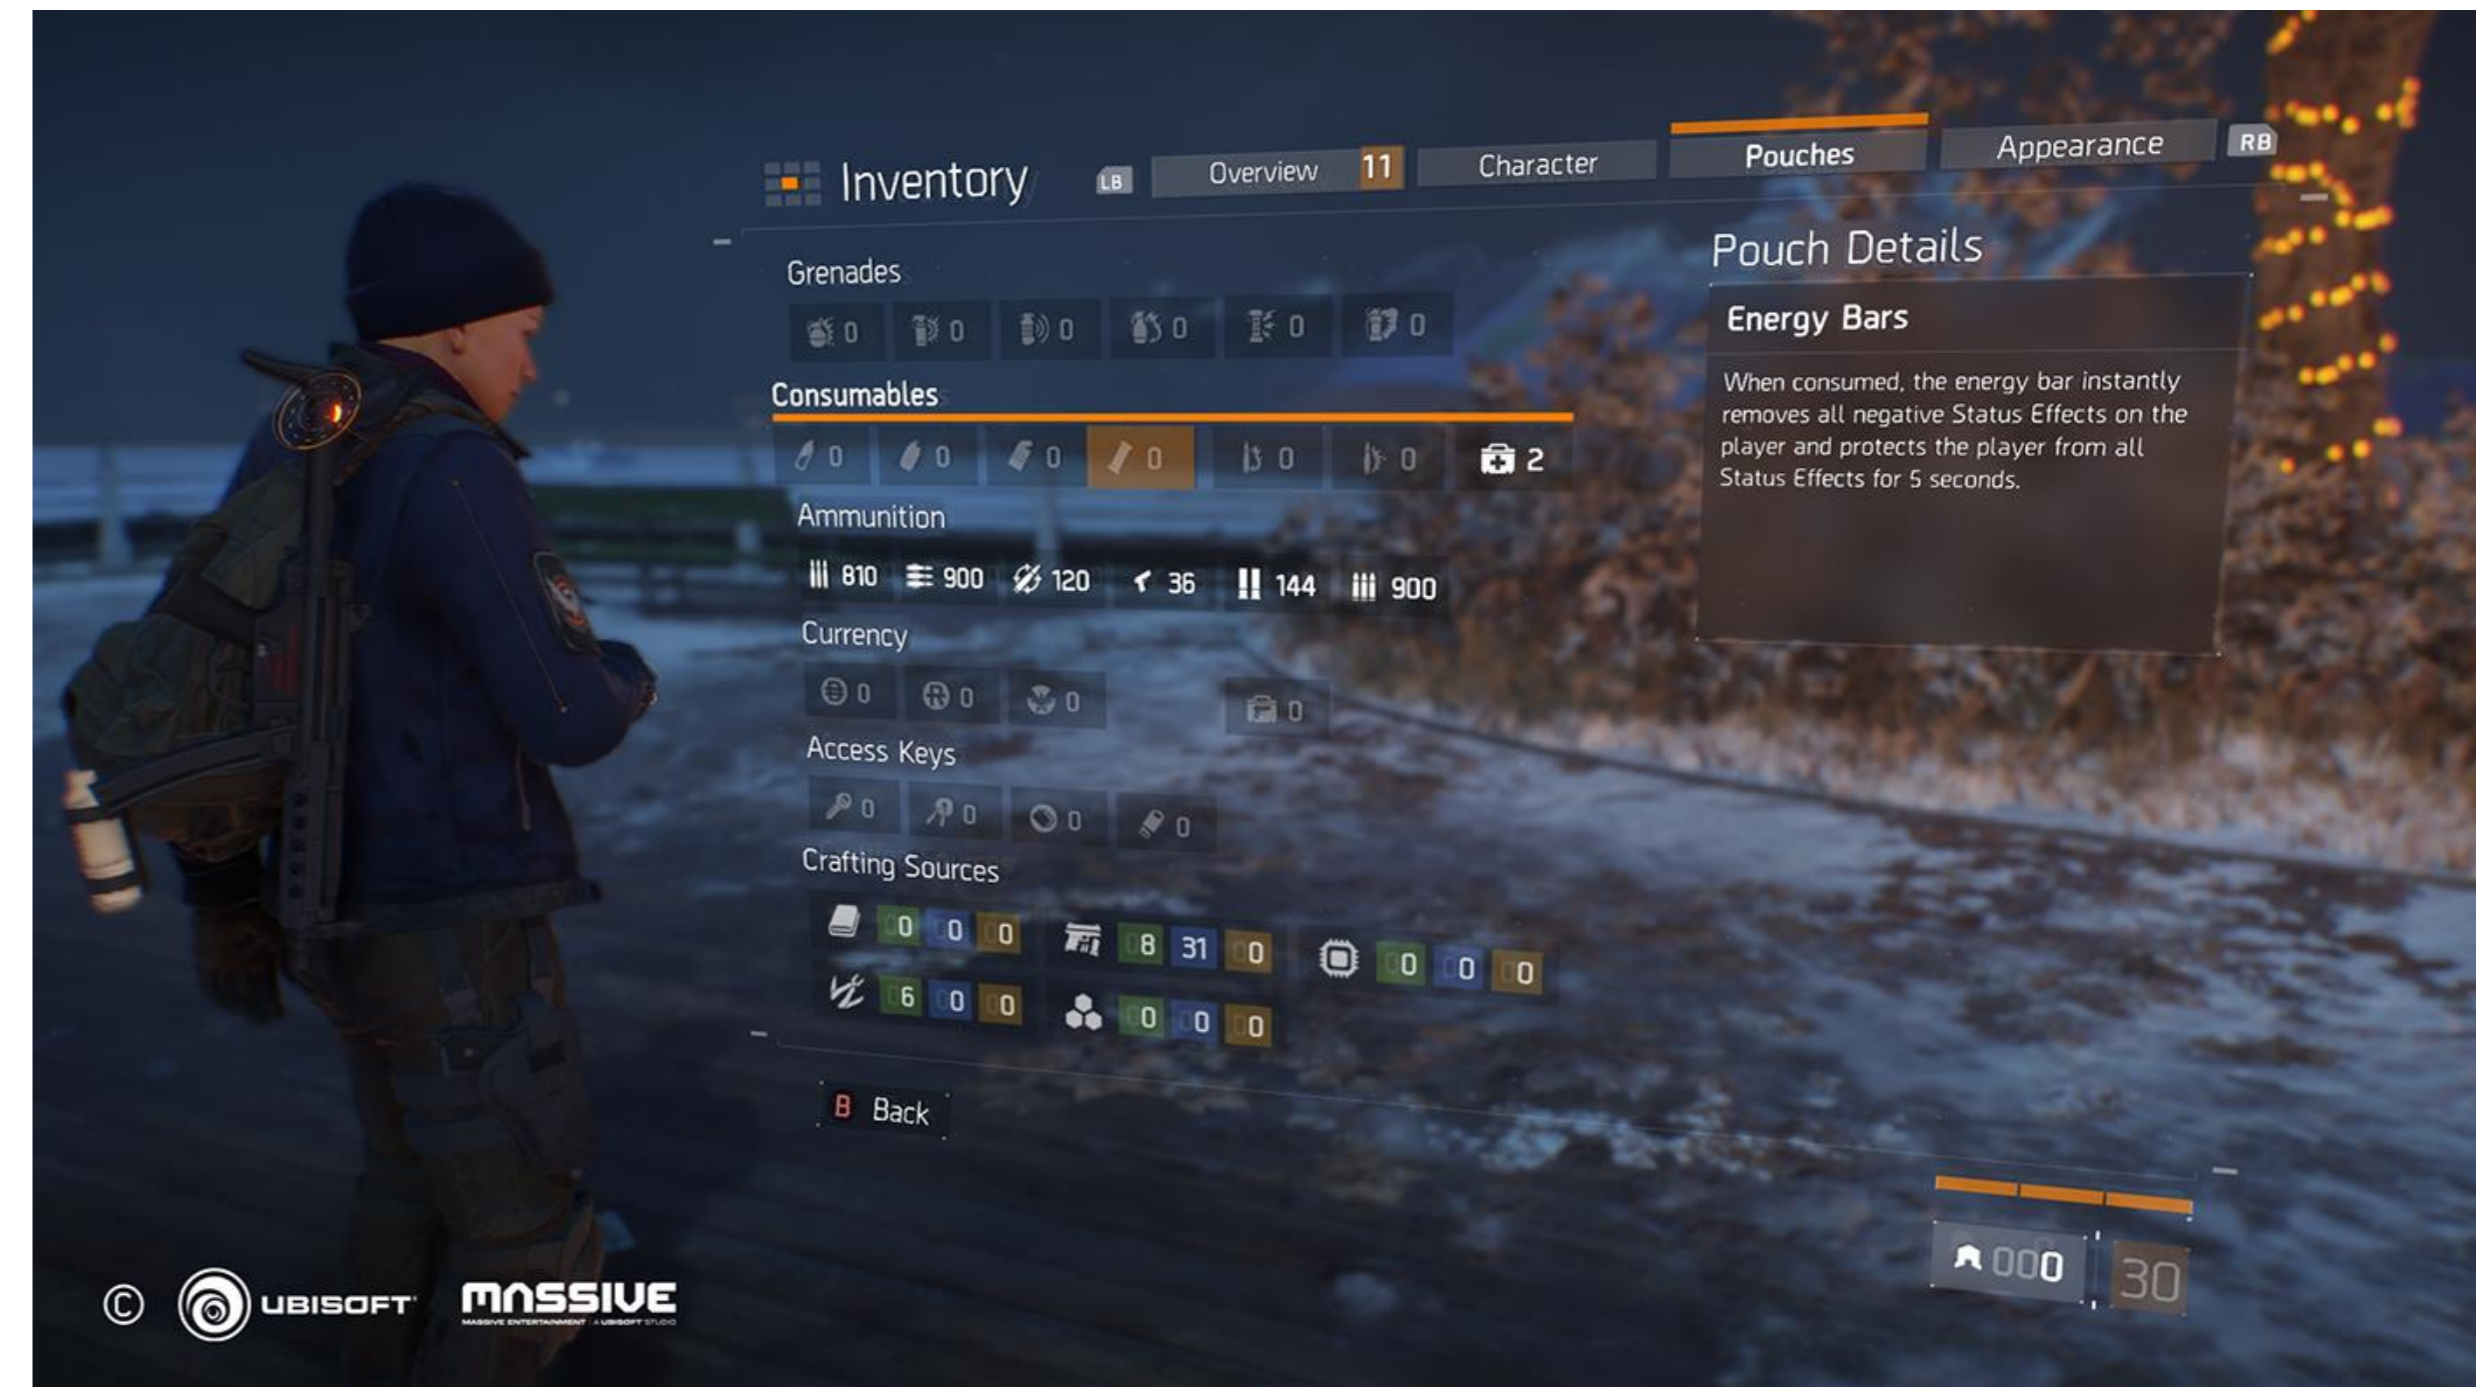 Inventory
LB
Overview 11
Character
Pouches
Appearance
RB
Grenades
0 0 0 0 0 0
Consumables
0 0 0 0 0 0 2
Ammunition
810 900 120 36 144 900
Currency
0 0 0 0
Access Keys
0 0 0 0
Crafting Sources
0 0 0 8 31 0 0 0 0
6 0 0 0 0 0
B Back
Pouch Details
Energy Bars
When consumed, the energy bar instantly
removes all negative Status Effects on the
player and protects the player from all
Status Effects for 5 seconds.
000 30
© UBISOFT MASSIVE
MASSIVE ENTERTAINMENT | A UBISOFT STUDIO